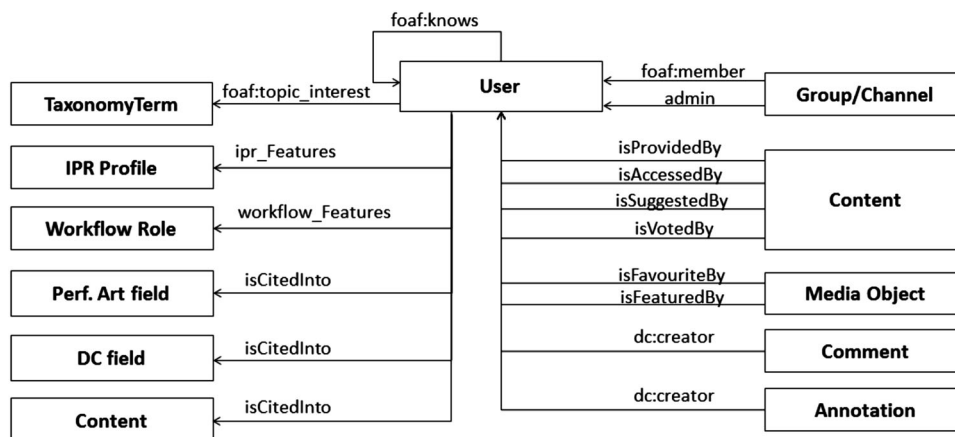 foaf:knows
User
foaf:topic_interest
TaxonomyTerm
foaf:member
admin
Group/Channel
ipr_Features
IPR Profile
workflow_Features
Workflow Role
isCitedInto
Perf. Art field
isCitedInto
DC field
isCitedInto
Content
isProvidedBy
isAccessedBy
isSuggestedBy
isVotedBy
Content
isFavouriteBy
isFeaturedBy
Media Object
dc:creator
Comment
dc:creator
Annotation